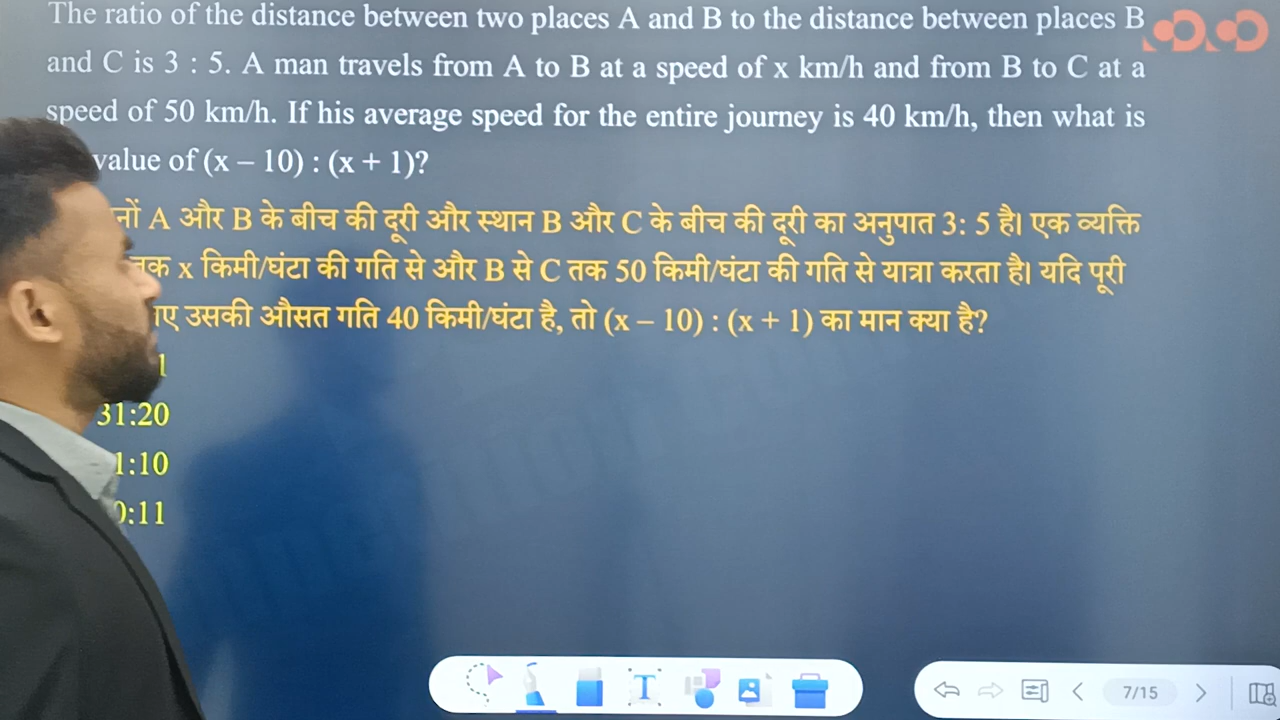 The ratio of the distance between two places A and B to the distance between places B
and C is 3 : 5. A man travels from A to B at a speed of x km/h and from B to C at a
speed of 50 km/h. If his average speed for the entire journey is 40 km/h, then what is
value of (x – 10) : (x + 1)?
A और B के बीच की दूरी और स्थान B और C के बीच की दूरी का अनुपात 3: 5 है। एक व्यक्ति
x किमी/घंटा की गति से और B से C तक 50 किमी/घंटा की गति से यात्रा करता है। यदि पूरी
उसकी औसत गति 40 किमी/घंटा है, तो (x – 10) : (x + 1) का मान क्या है?
31:20
1:10
0:11
7/15